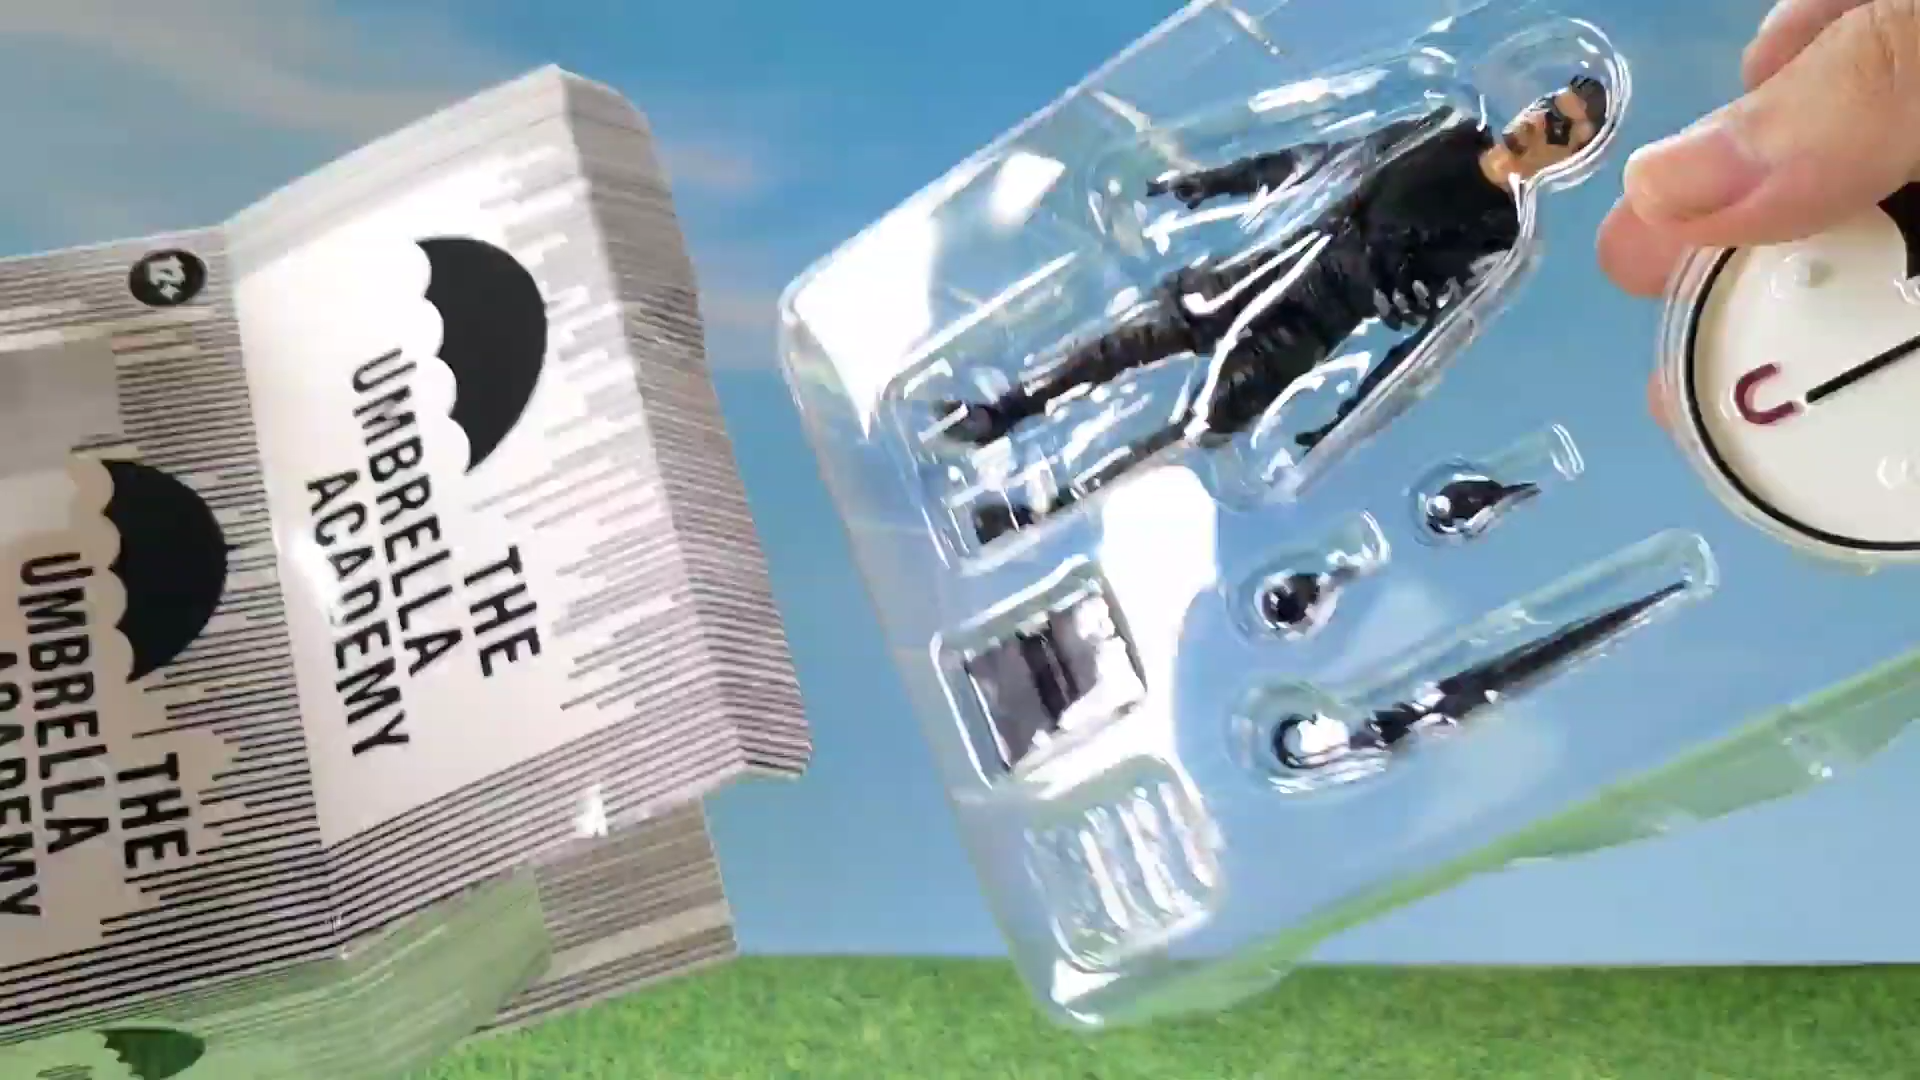 12+
THE
UMBRELLA
ACADEMY
THE
UMBRELLA
ACADEMY